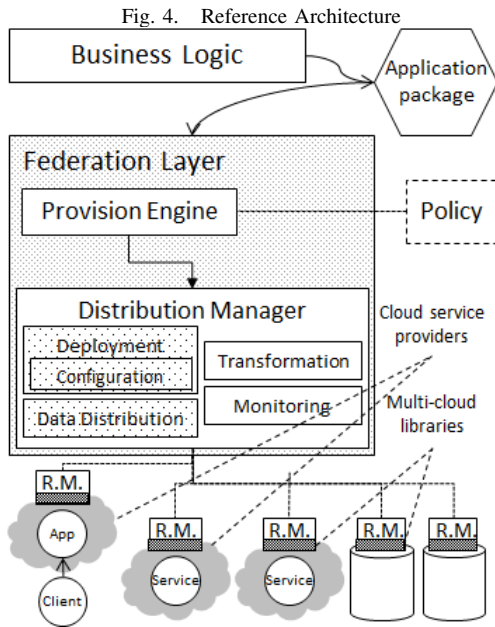 Fig. 4. Reference Architecture
Business Logic
Application
package
Federation Layer
Provision Engine
Policy
Distribution Manager
Deployment
Configuration
Data Distribution
Transformation
Monitoring
Cloud service
providers
Multi-cloud
libraries
R.M.
R.M.
R.M.
R.M.
R.M.
App
Service
Service
Client